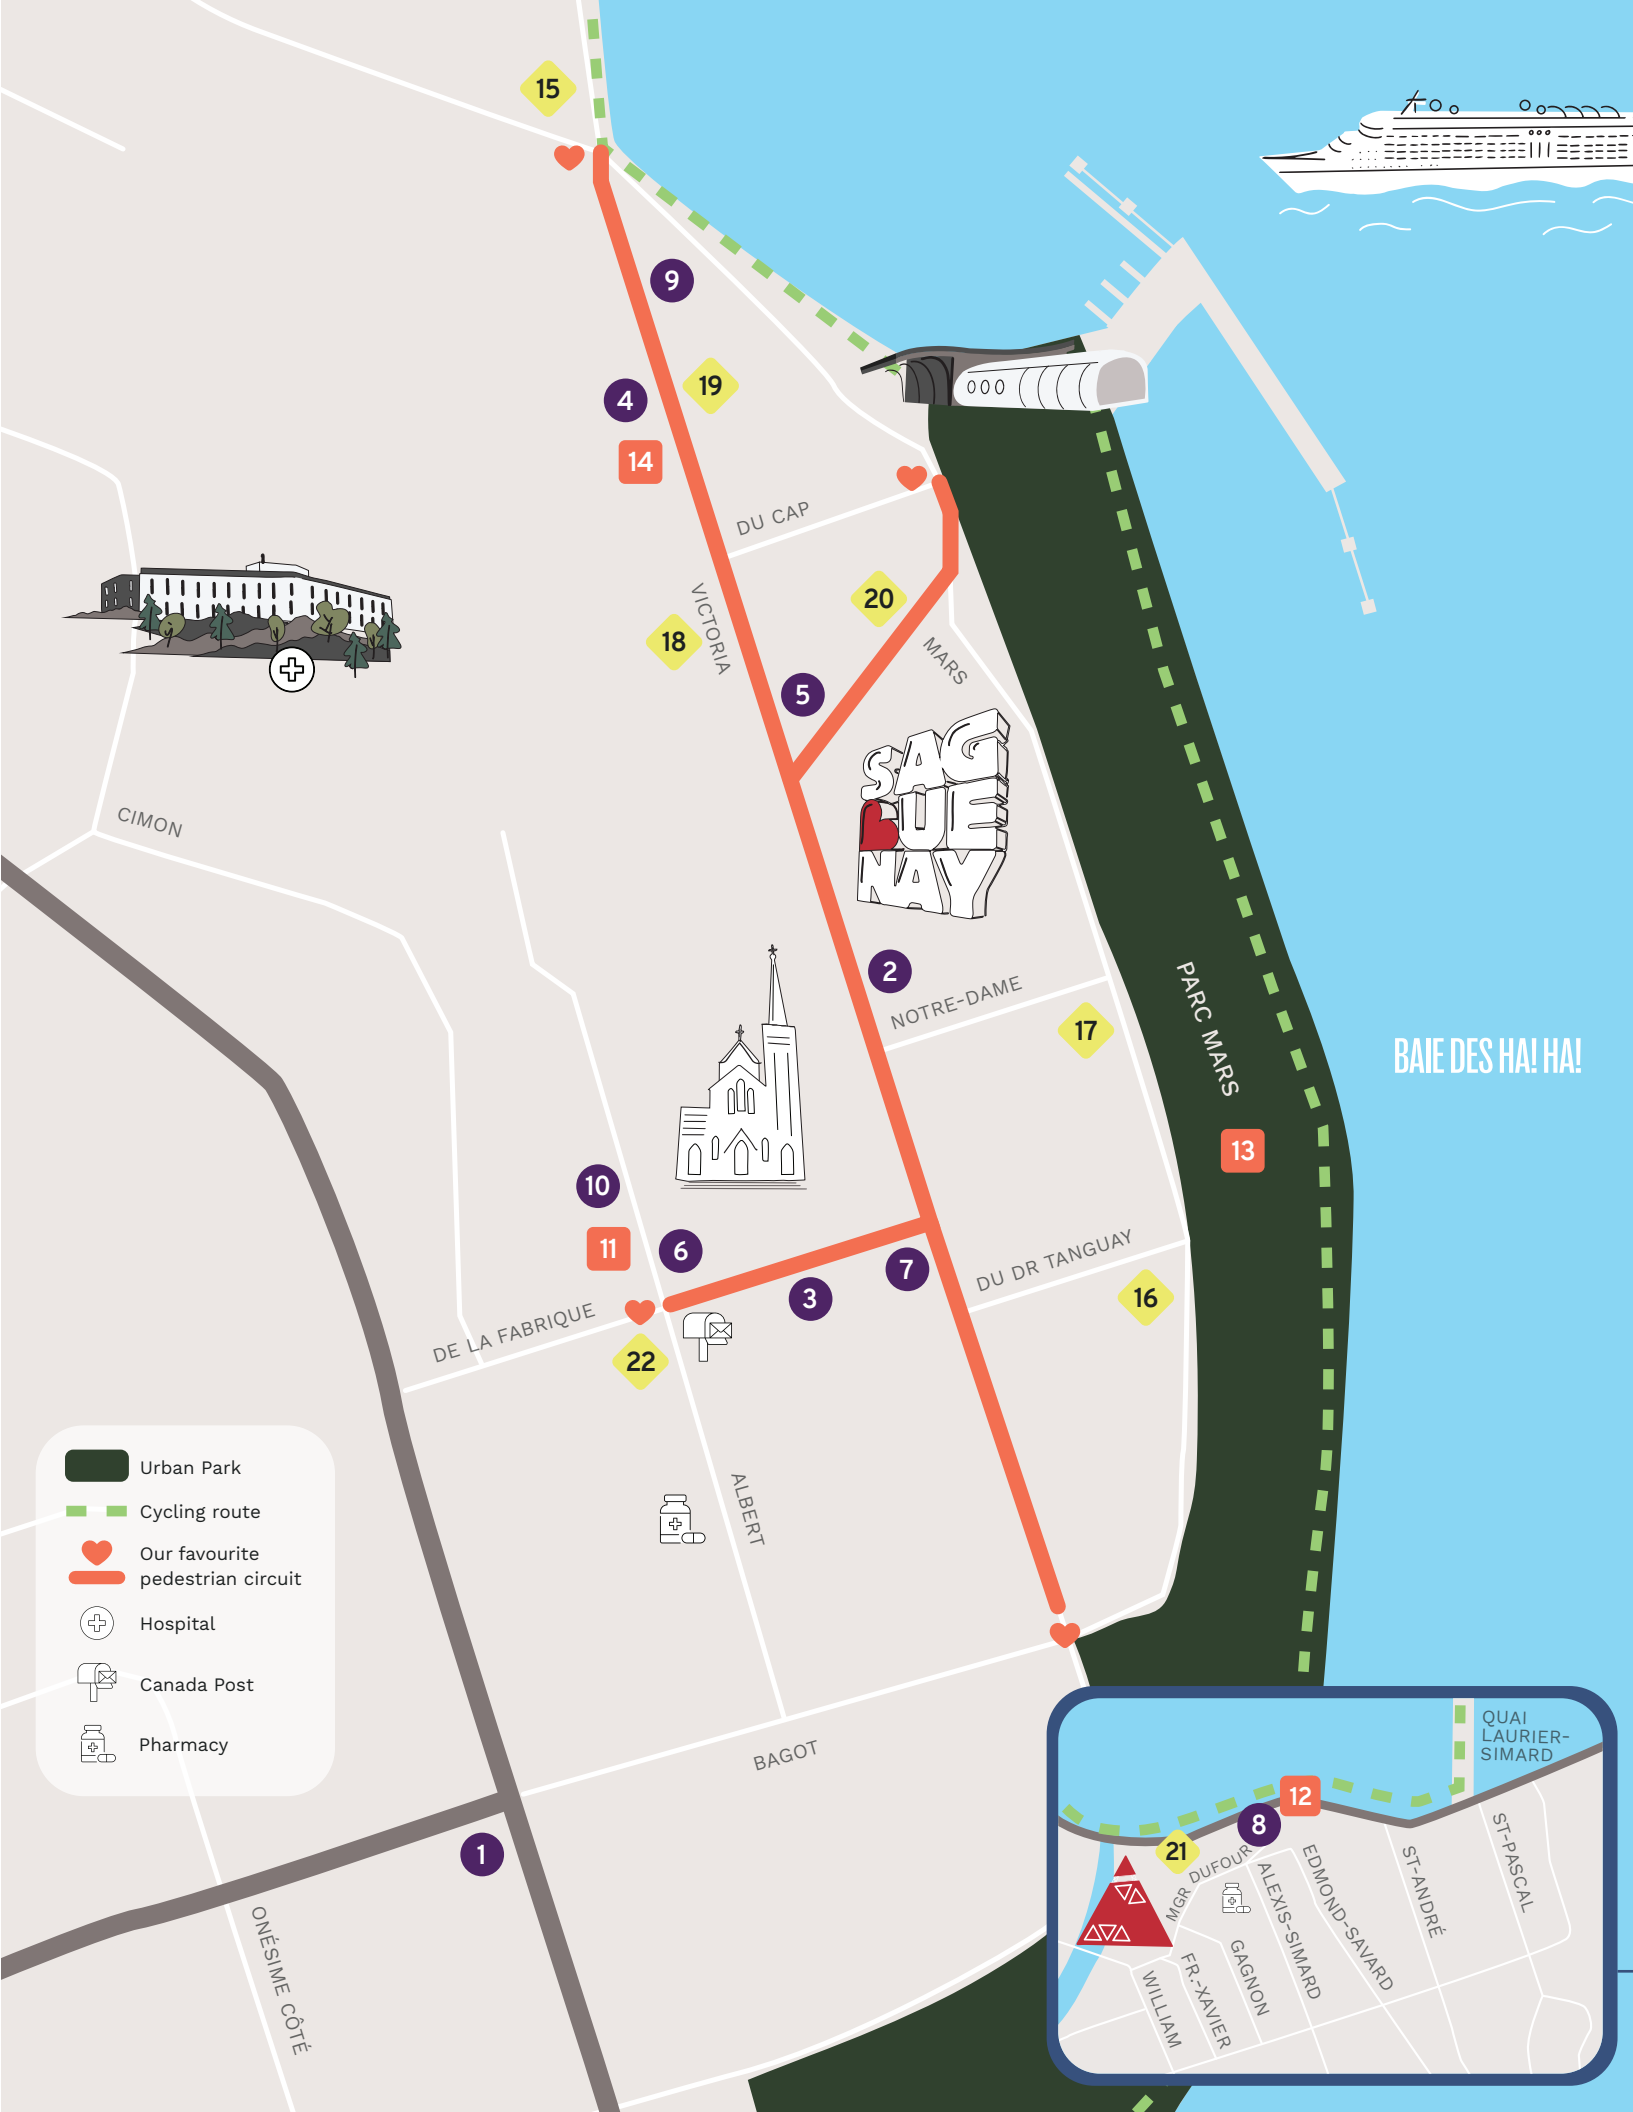 15
9
19
4
14
DU CAP
20
VICTORIA
18
MARS
5
SAG
UE
NAY
CIMON
2
NOTRE-DAME
17
PARC MARS
BAIE DES HA! HA!
13
10
11
6
7
DU DR TANGUAY
3
16
DE LA FABRIQUE
22
ALBERT
Urban Park
Cycling route
Our favourite
pedestrian circuit
Hospital
Canada Post
Pharmacy
BAGOT
1
ONÉSIME CÔTÉ
QUAI
LAURIER-
SIMARD
12
8
21
MGR DUFOUR
ALEXIS-SIMARD
EDMOND-SAVARD
ST-ANDRÉ
ST-PASCAL
WILLIAM
FR.-XAVIER
GAGNON